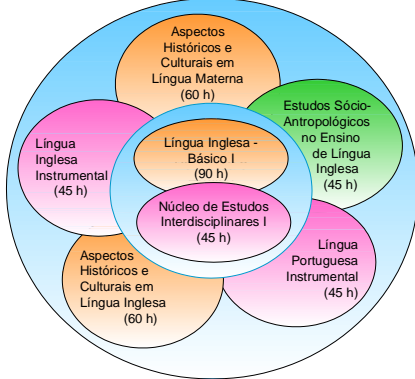 Aspectos
Históricos e
Culturais em
Língua Materna
(60 h)
Estudos Sócio-
Antropológicos
no Ensino
de Língua
Inglesa
(45 h)
Língua
Inglesa
Instrumental
(45 h)
Língua Inglesa -
Básico I
(90 h)
Núcleo de Estudos
Interdisciplinares I
(45 h)
Aspectos
Históricos e
Culturais em
Língua Inglesa
(60 h)
Língua
Portuguesa
Instrumental
(45 h)